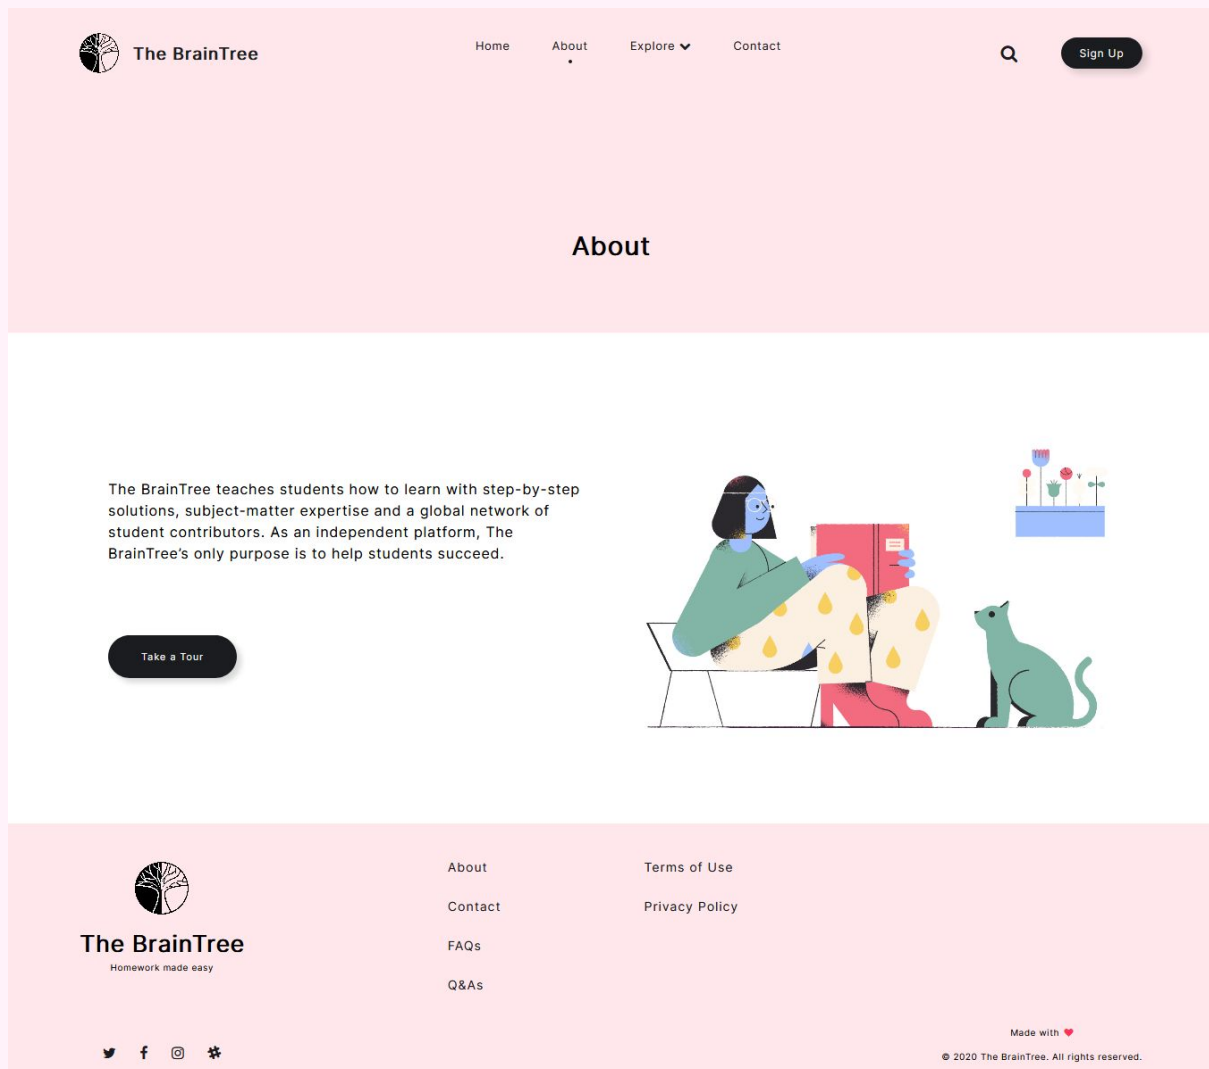 The BrainTree
Home
About
Explore
Contact
Sign Up
About
The BrainTree teaches students how to learn with step-by-step
solutions, subject-matter expertise and a global network of
student contributors. As an independent platform, The
BrainTree’s only purpose is to help students succeed.
Take a Tour
The BrainTree
Homework made easy
About
Contact
FAQs
Q&As
Terms of Use
Privacy Policy
Made with
© 2020 The BrainTree. All rights reserved.